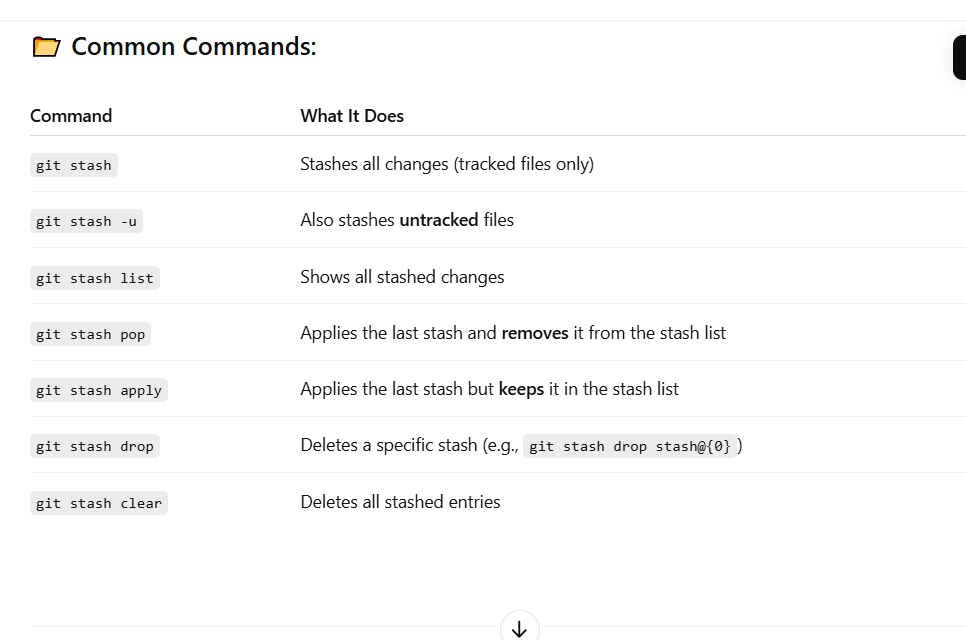 Common Commands:
Command What It Does
git stash Stashes all changes (tracked files only)
git stash -u Also stashes untracked files
git stash list Shows all stashed changes
git stash pop Applies the last stash and removes it from the stash list
git stash apply Applies the last stash but keeps it in the stash list
git stash drop Deletes a specific stash (e.g., git stash drop stash@{0})
git stash clear Deletes all stashed entries